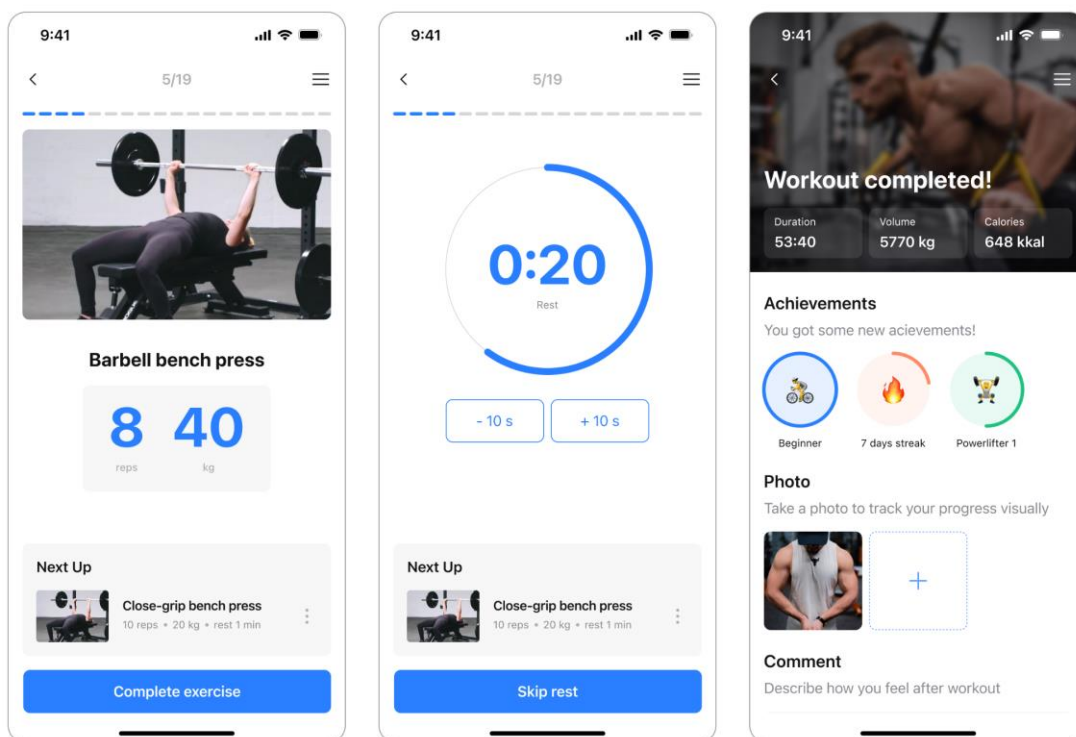 9:41
5/19
Barbell bench press
8 40
reps kg
Next Up
Close-grip bench press
10 reps • 20 kg • rest 1 min
Complete exercise
9:41
5/19
0:20
Rest
- 10 s + 10 s
Next Up
Close-grip bench press
10 reps • 20 kg • rest 1 min
Skip rest
9:41
Workout completed!
Duration Volume Calories
53:40 5770 kg 648 kkal
Achievements
You got some new acievements!
Beginner 7 days streak Powerlifter 1
Photo
Take a photo to track your progress visually
Comment
Describe how you feel after workout